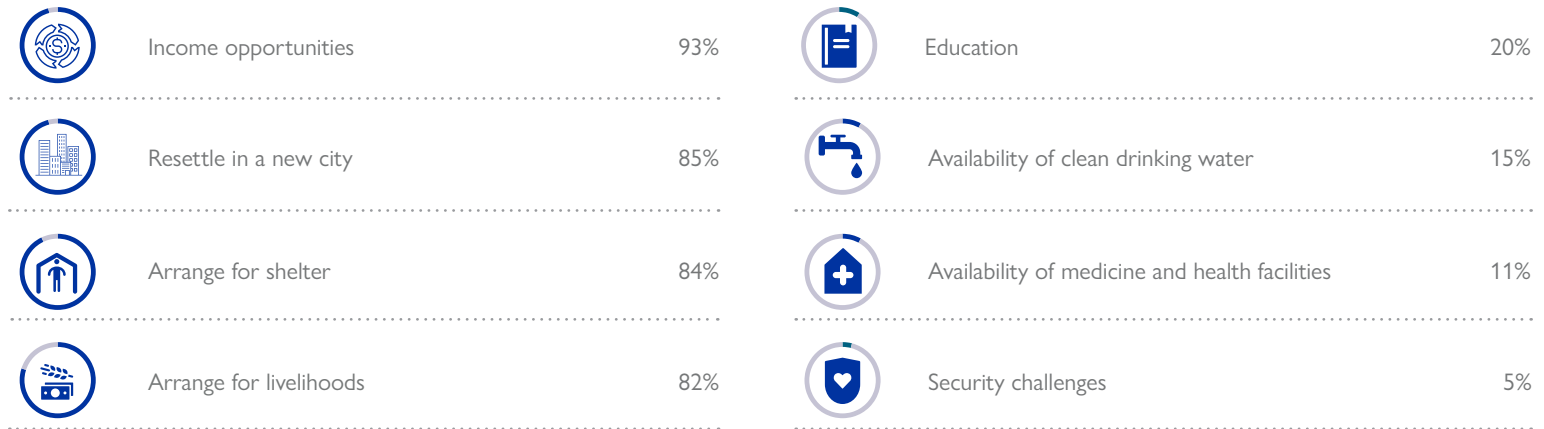 Income opportunities 93%
Resettle in a new city 85%
Arrange for shelter 84%
Arrange for livelihoods 82%
Education 20%
Availability of clean drinking water 15%
Availability of medicine and health facilities 11%
Security challenges 5%